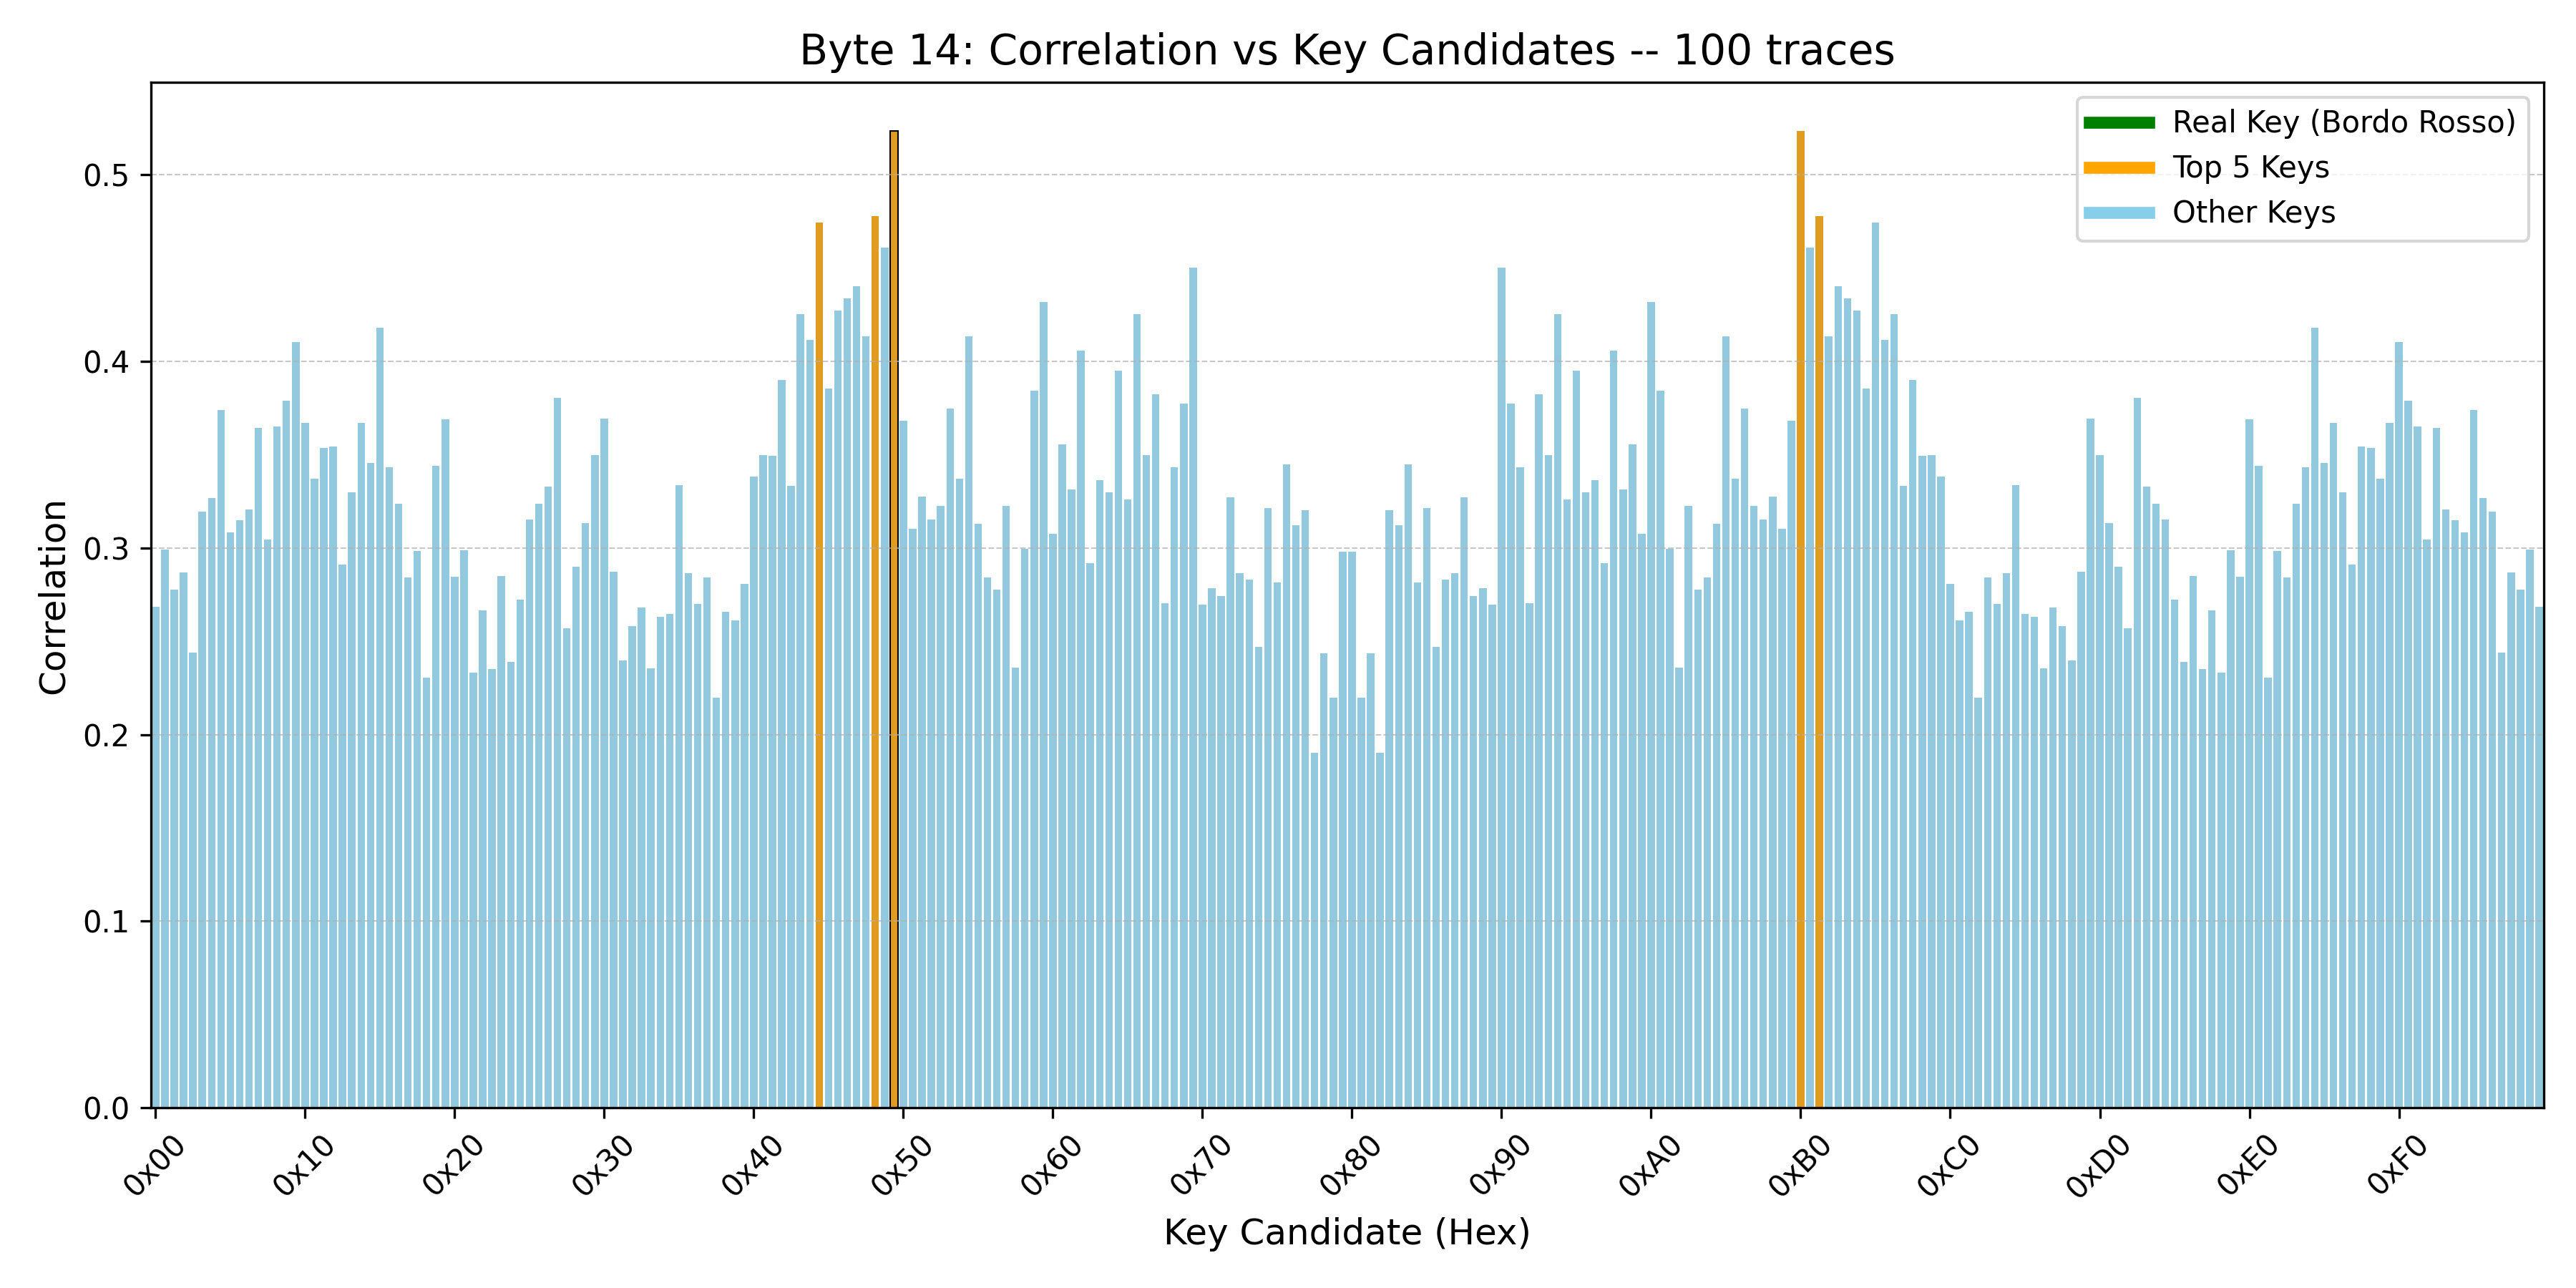 Byte 14: Correlation vs Key Candidates -- 100 traces
Real Key (Bordo Rosso)
Top 5 Keys
Other Keys
Correlation
0.5
0.4
0.3
0.2
0.1
0.0
0x00 0x10 0x20 0x30 0x40 0x50 0x60 0x70 0x80 0x90 0xA0 0xB0 0xC0 0xD0 0xE0 0xF0
Key Candidate (Hex)